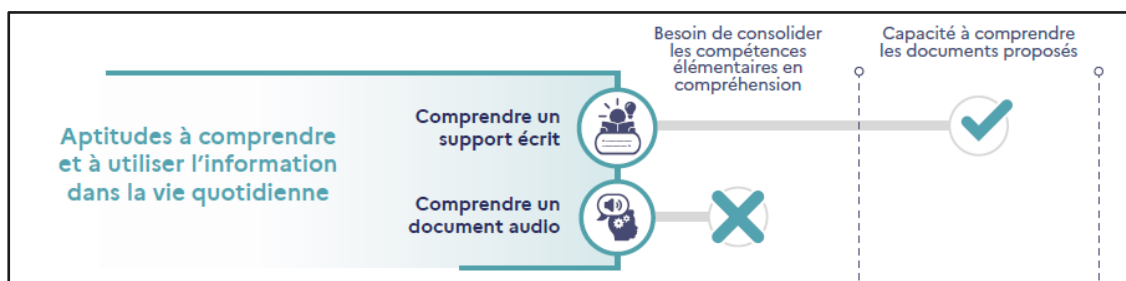 Besoin de consolider
les compétences
élémentaires en
compréhension
Capacité à comprendre
les documents proposés
Aptitudes à comprendre
et à utiliser l'information
dans la vie quotidienne
Comprendre un
support écrit
Comprendre un
document audio